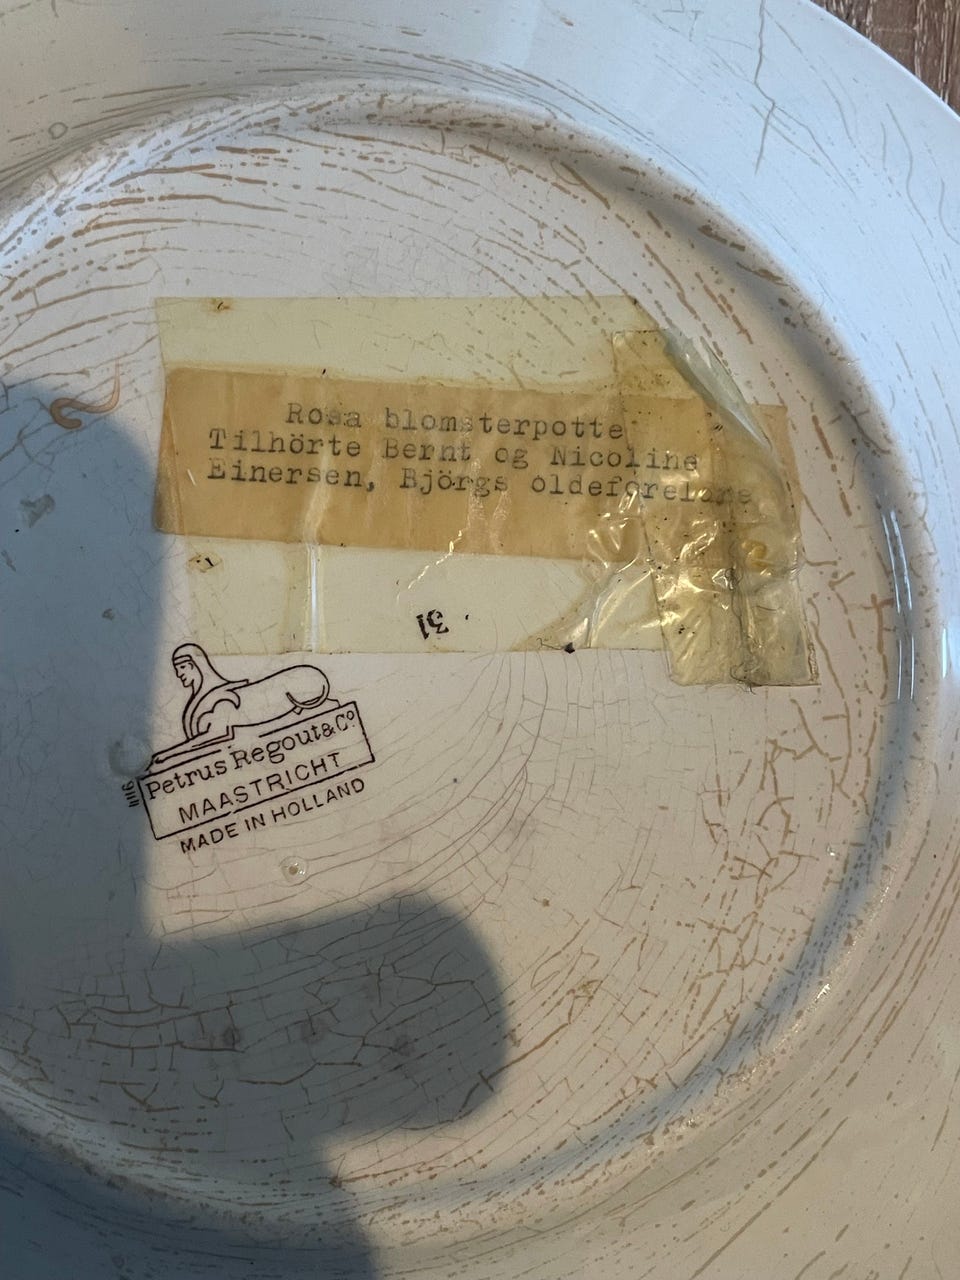 Rosa blomsterpotte
Tilhörte Bernt og Nicoline
Einersen, Björgs oldeforeldre
31
Petrus Regout & Co.
MAASTRICHT
MADE IN HOLLAND